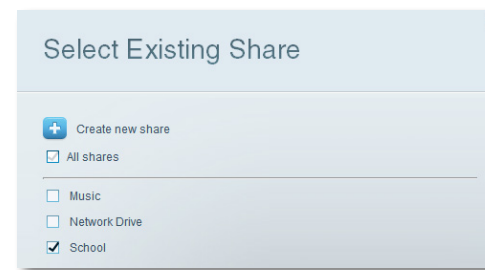 Select Existing Share
Create new share
All shares
Music
Network Drive
School